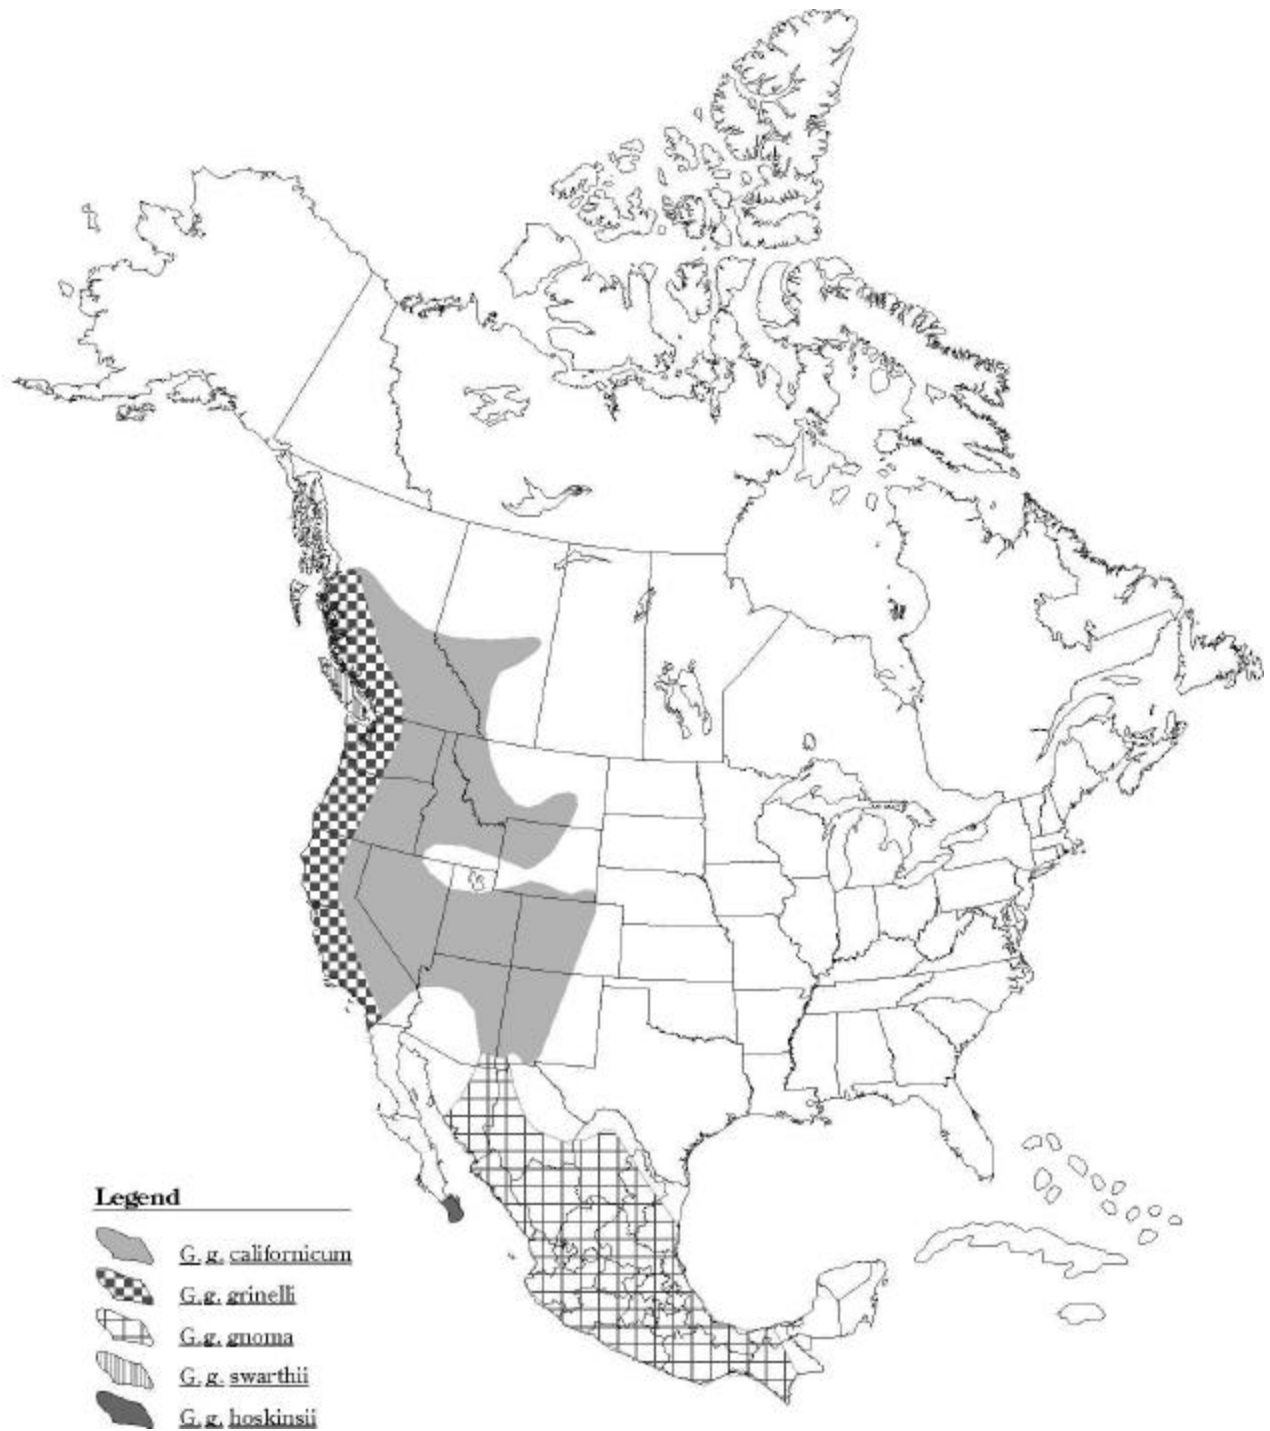 Legend
G. g. californicum
G. g. grinelli
G. g. gnoma
G. g. swarthii
G. g. hoskinsii